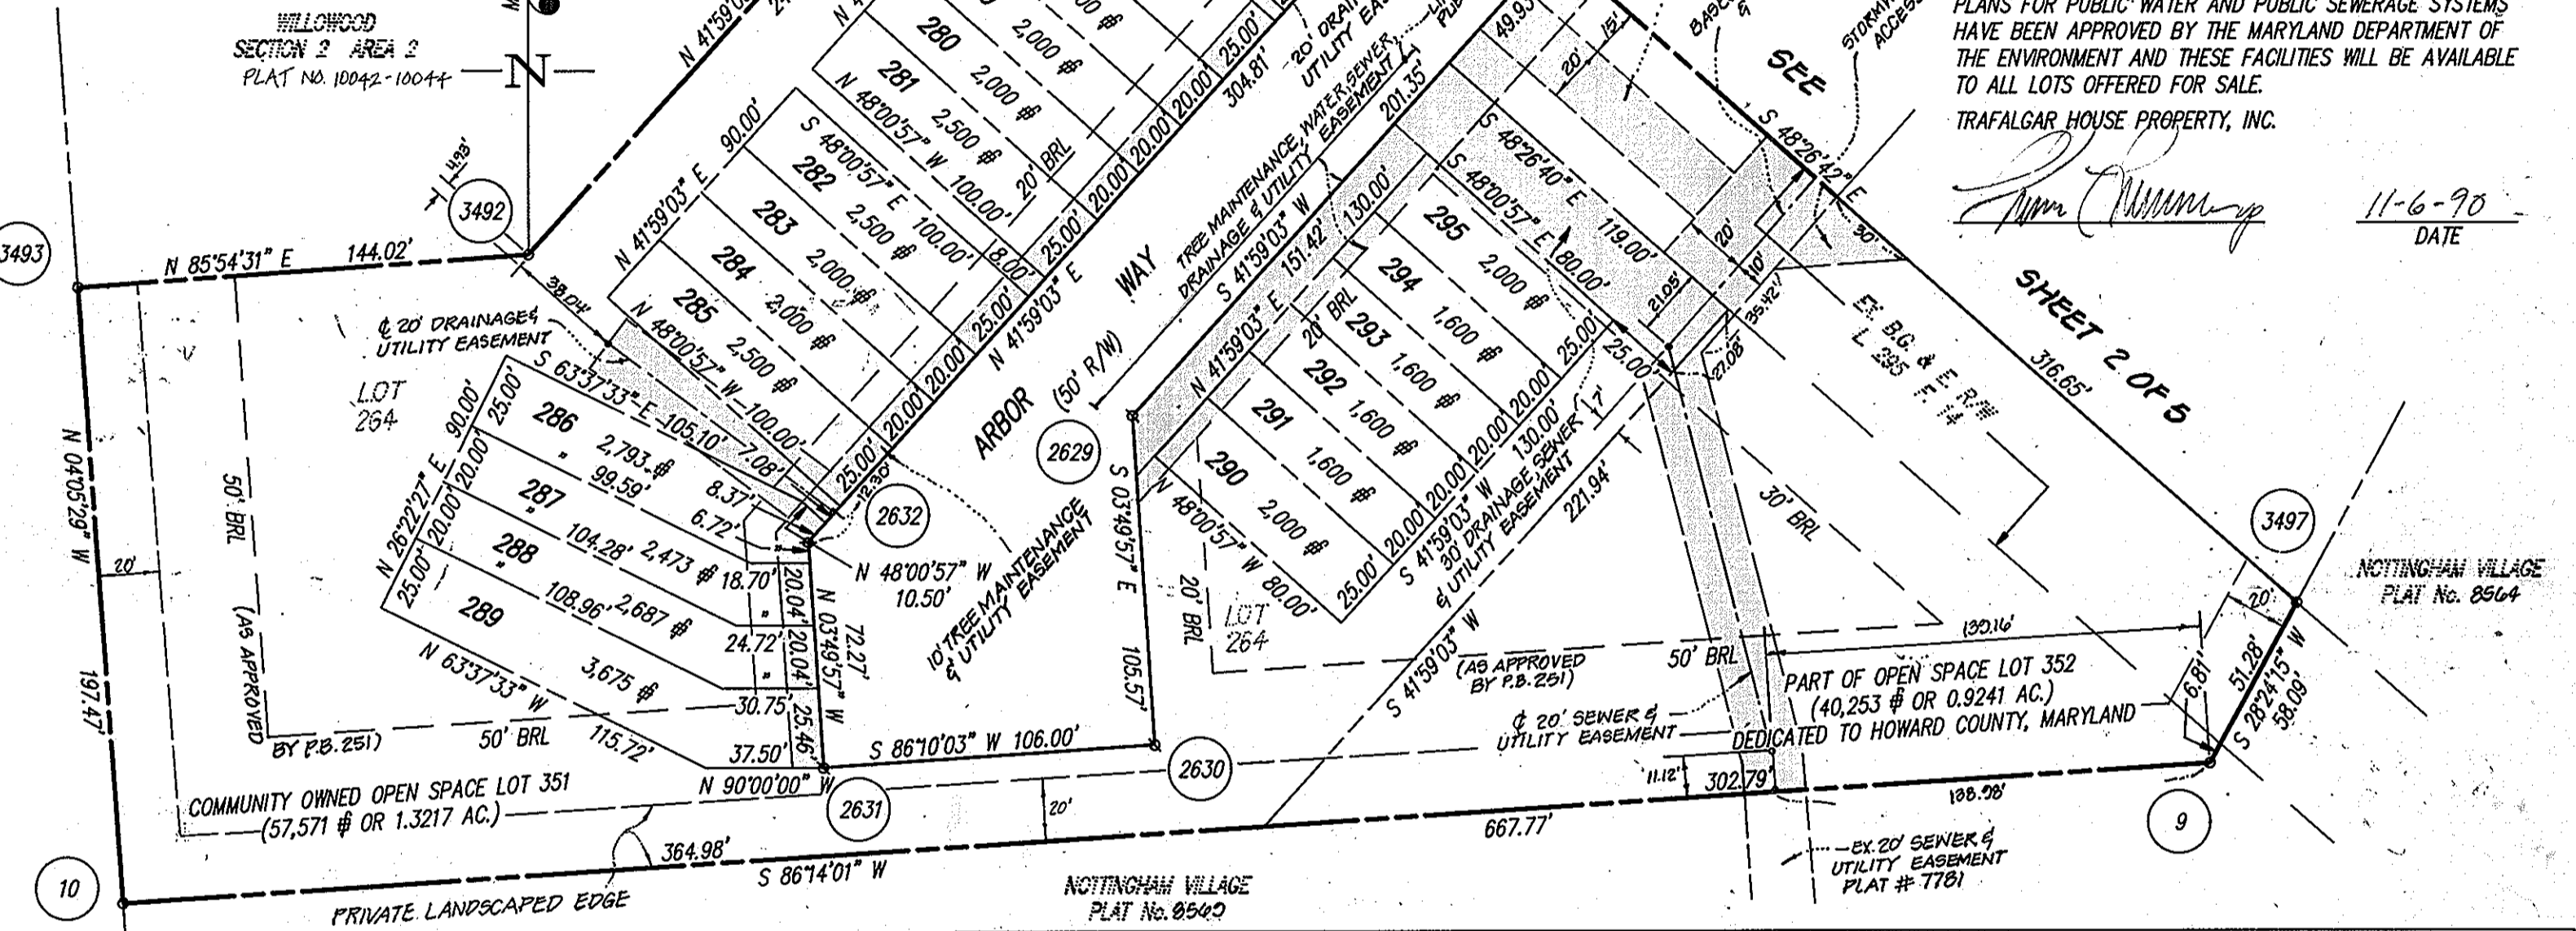 WILLOWOOD
SECTION 2 AREA 2
PLAT NO. 10042-10044
N
PLANS FOR PUBLIC WATER AND PUBLIC SEWERAGE SYSTEMS
HAVE BEEN APPROVED BY THE MARYLAND DEPARTMENT OF
THE ENVIRONMENT AND THESE FACILITIES WILL BE AVAILABLE
TO ALL LOTS OFFERED FOR SALE.
TRAFALGAR HOUSE PROPERTY, INC.
11-6-90
DATE
SEE
SHEET 2 OF 5
S 48°26'42" E
316.65'
3493
3492
14.93'
N 85°54'31" E 144.02'
38.04'
℄ 20' DRAINAGE &
UTILITY EASEMENT
LOT
264
N 04°05'29" W
197.47'
20'
50' BRL
(AS APPROVED
BY P.B. 251)
50' BRL
280 2,000 ⌗
281 2,500 ⌗
N 48°00'57" W 100.00'
20' BRL
N 41°59'03" E 90.00'
S 48°00'57" E 100.00'
282 2,500 ⌗
283 2,000 ⌗
284 2,000 ⌗
285 2,500 ⌗
N 48°00'57" W 100.00'
8.00'
25.00'
20.00'
20.00'
25.00'
304.81'
N 41°59'03" E
12.30'
S 63°37'33" E 105.10' 7.08'
286 2,793 ⌗
" 99.59' 8.37'
6.72'
287
" 104.28' 2,473 ⌗ 18.70'
288
" 108.96' 2,687 ⌗
24.72'
289 3,675 ⌗
30.75'
N 63°37'33" W 115.72'
37.50'
N 26°22'27" E 90.00'
25.00'
20.00'
20.00'
25.00'
20.04'
20.04'
25.46'
N 03°49'57" W
72.27'
2632
N 48°00'57" W
10.50'
10' TREE MAINTENANCE
& UTILITY EASEMENT
ARBOR WAY
(50' R/W)
TREE MAINTENANCE, WATER, SEWER,
DRAINAGE & UTILITY EASEMENT
201.35'
49.93'
S 41°59'03" W
151.42'
N 41°59'03" E 130.00'
20' BRL
2629
S 03°49'57" E
105.57'
20' BRL
LOT
264
S 48°26'40" E 119.00'
S 48°00'57" E 80.00'
295 2,000 ⌗
294 1,600 ⌗
293 1,600 ⌗
292 1,600 ⌗
291 1,600 ⌗
290 2,000 ⌗
N 48°00'57" W 80.00'
25.00'
20.00'
20.00'
20.00'
20.00'
25.00'
S 41°59'03" W 130.00'
17'
30' DRAINAGE, SEWER
& UTILITY EASEMENT
221.94'
S 41°59'03" W
25.00'
21.05'
27.08'
35.42'
20'
10'
20'
15'
30'
EX. B.G. & E. R/W
L. 295 F. 14
30' BRL
(AS APPROVED
BY P.B. 251)
50' BRL
℄ 20' SEWER &
UTILITY EASEMENT
PART OF OPEN SPACE LOT 352
(40,253 ⌗ OR 0.9241 AC.)
DEDICATED TO HOWARD COUNTY, MARYLAND
3497
NOTTINGHAM VILLAGE
PLAT No. 8564
20'
51.28'
6.81'
S 28°24'15" W
58.09'
9
11.12'
302.79'
138.98'
667.77'
EX. 20' SEWER &
UTILITY EASEMENT
PLAT # 7781
S 86°10'03" W 106.00'
2630
2631
N 90°00'00" W
20'
COMMUNITY OWNED OPEN SPACE LOT 351
(57,571 ⌗ OR 1.3217 AC.)
364.98'
S 86°14'01" W
10
PRIVATE LANDSCAPED EDGE
NOTTINGHAM VILLAGE